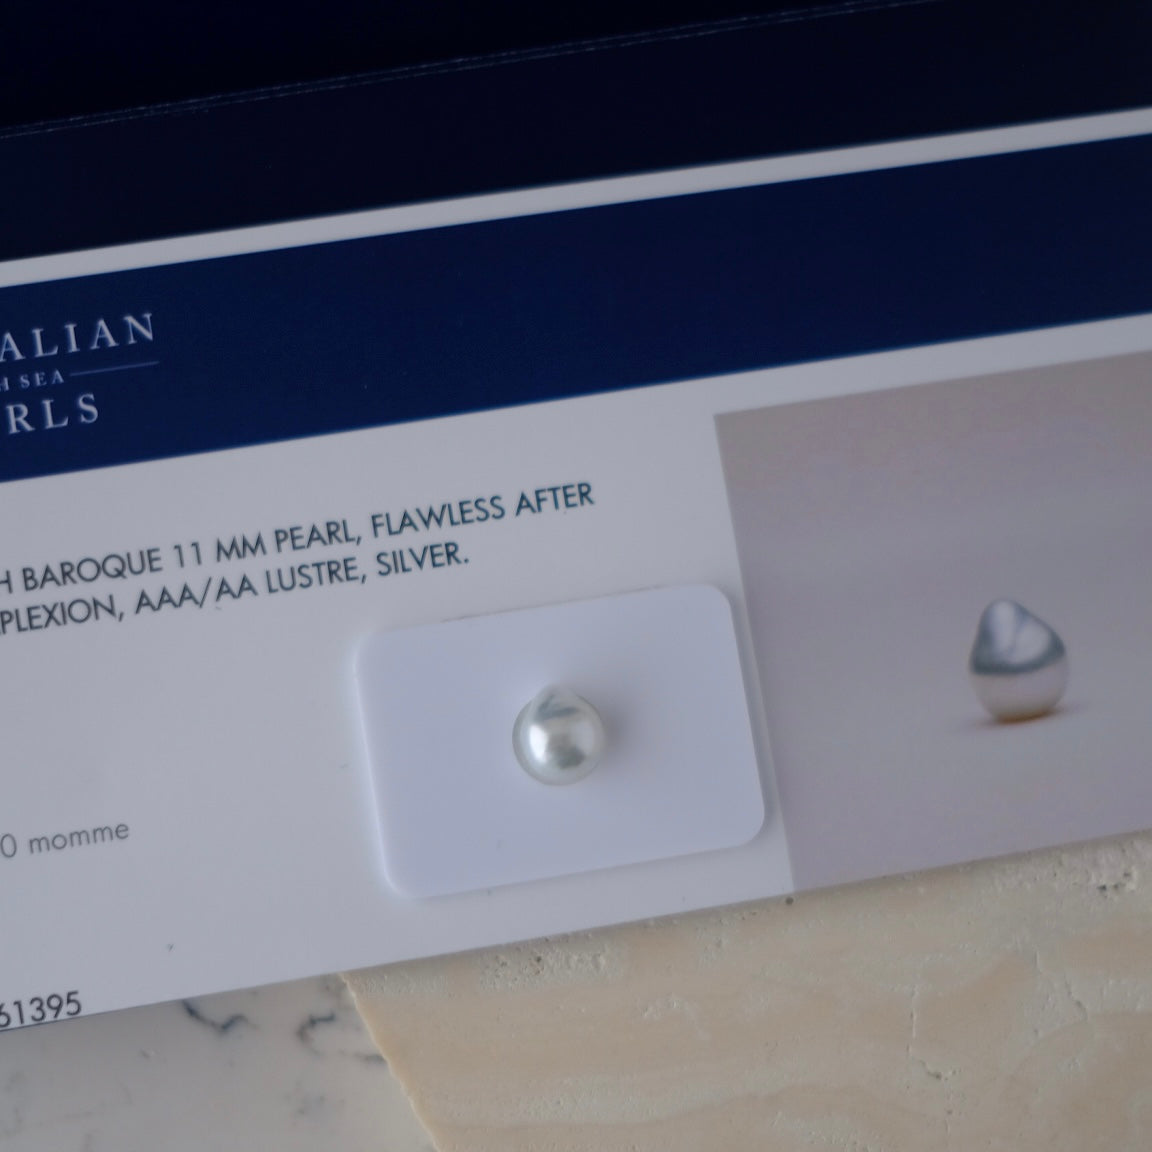 ALIAN
H SEA
RLS
H BAROQUE 11 MM PEARL, FLAWLESS AFTER
PLEXION, AAA/AA LUSTRE, SILVER.
0 momme
61395